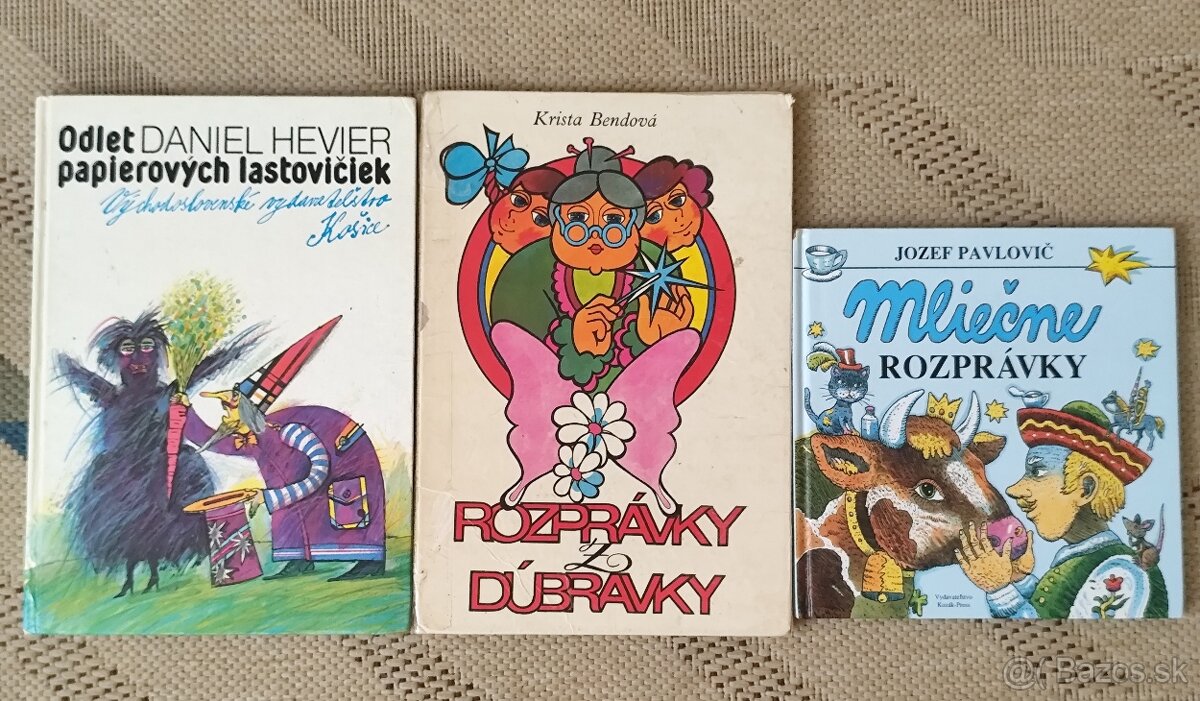 Odlet DANIEL HEVIER
papierových lastovičiek
Východoslovenské vydavateľstvo
Košice
Krista Bendová
ROZPRÁVKY
z
DÚBRAVKY
JOZEF PAVLOVIČ
Mliečne
ROZPRÁVKY
Vydavateľstvo
Kozák-Press
Bazos.sk